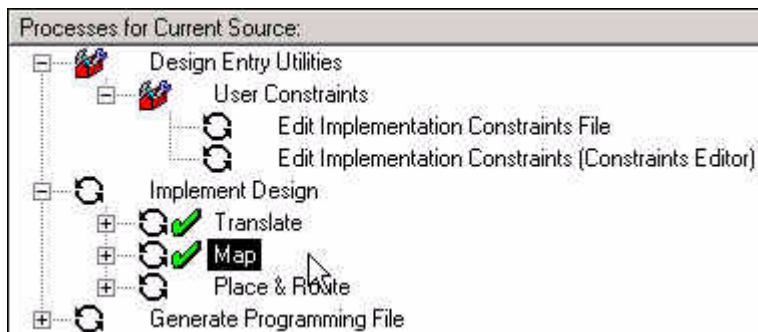 Processes for Current Source:
Design Entry Utilities
User Constraints
Edit Implementation Constraints File
Edit Implementation Constraints (Constraints Editor)
Implement Design
Translate
Map
Place & Route
Generate Programming File